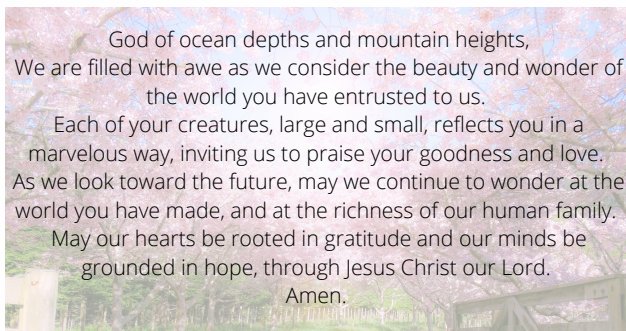 God of ocean depths and mountain heights,
We are filled with awe as we consider the beauty and wonder of
the world you have entrusted to us.
Each of your creatures, large and small, reflects you in a
marvelous way, inviting us to praise your goodness and love.
As we look toward the future, may we continue to wonder at the
world you have made, and at the richness of our human family.
May our hearts be rooted in gratitude and our minds be
grounded in hope, through Jesus Christ our Lord.
Amen.